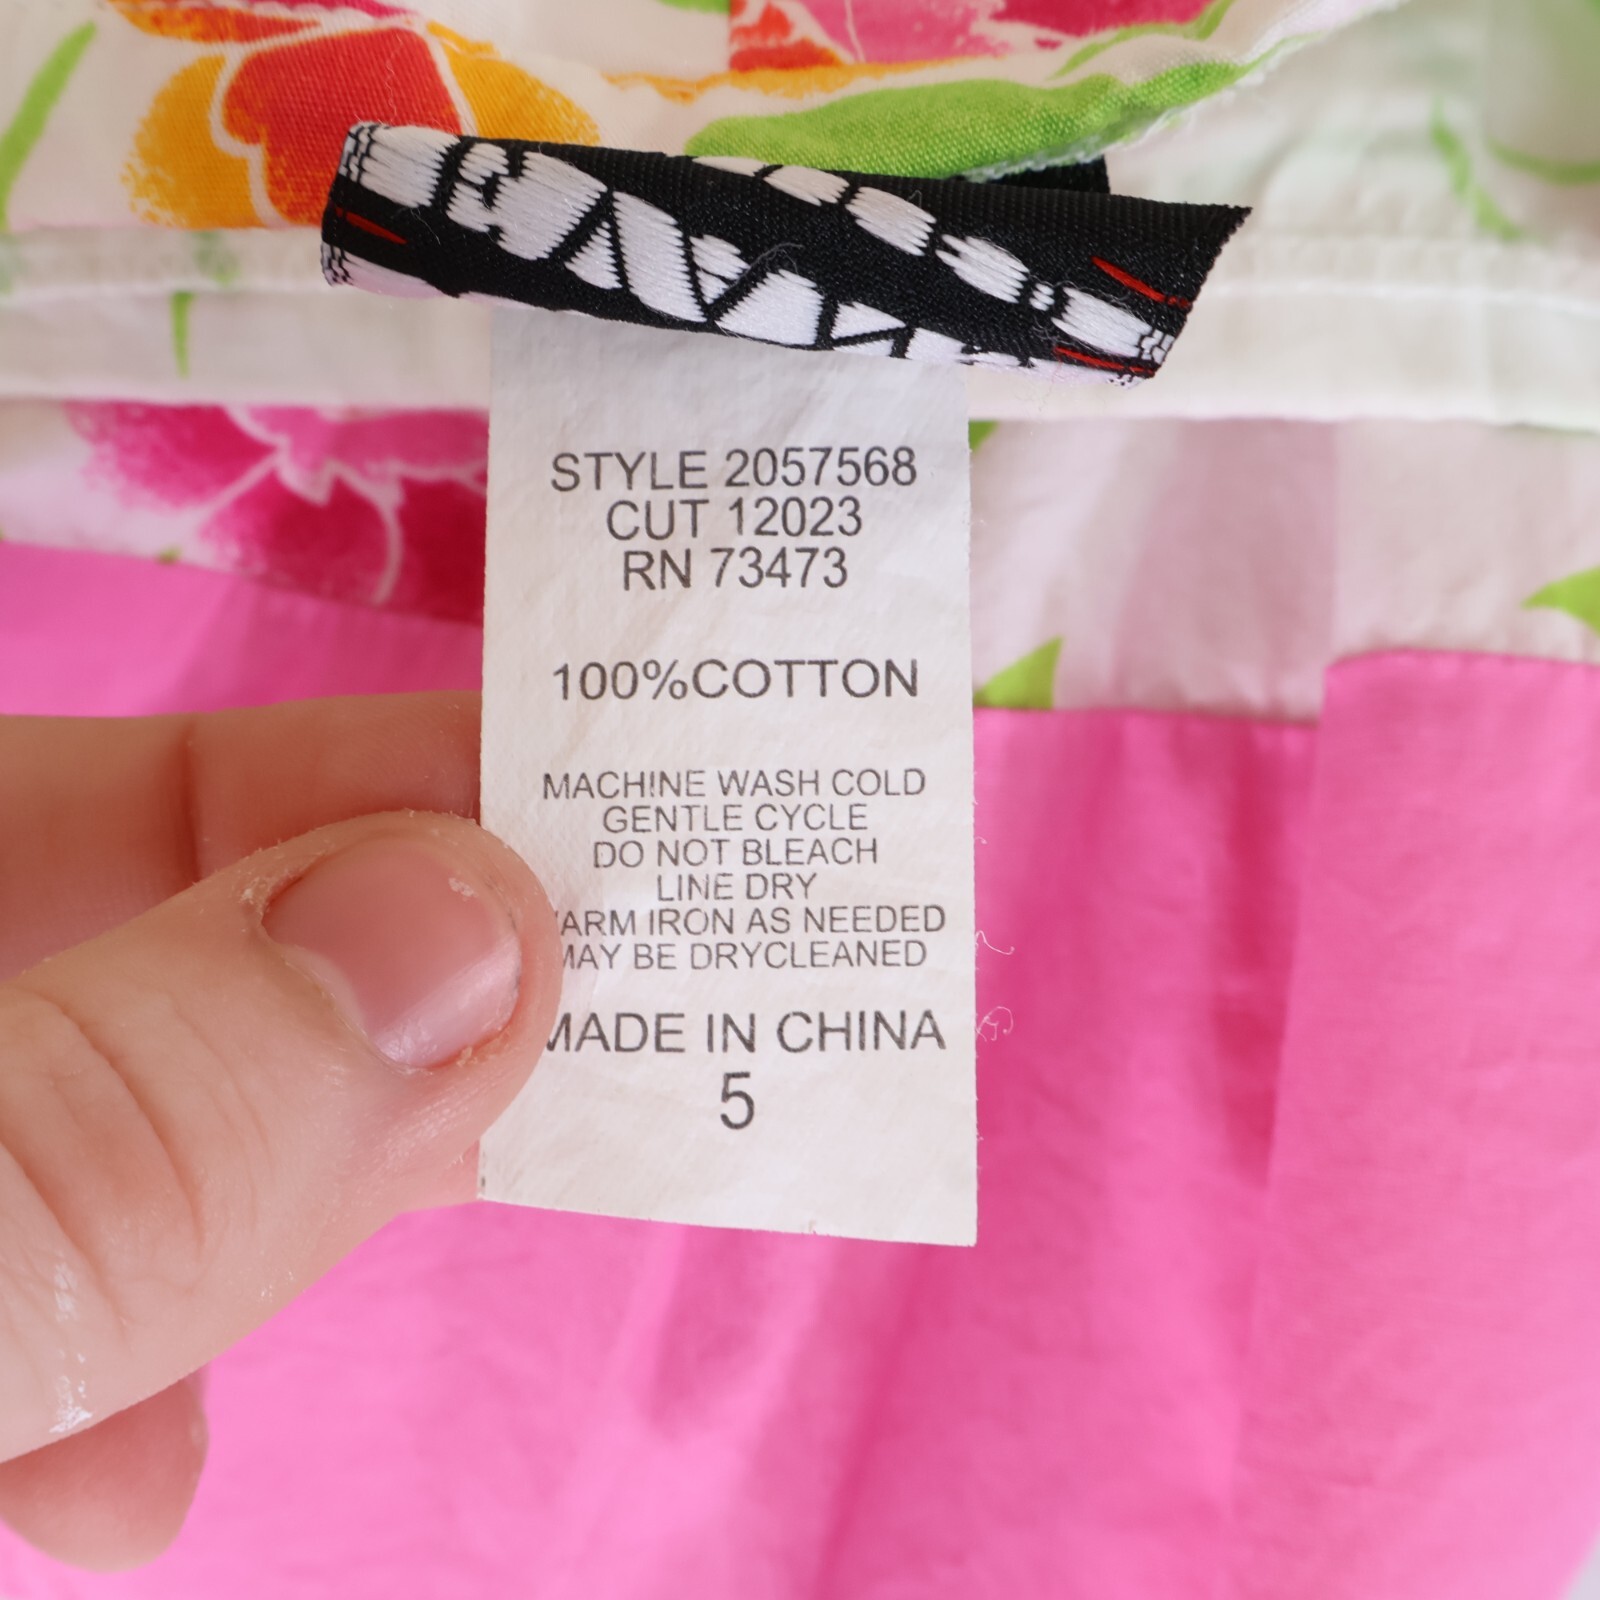 STYLE 2057568
CUT 12023
RN 73473
100%COTTON
MACHINE WASH COLD
GENTLE CYCLE
DO NOT BLEACH
LINE DRY
ARM IRON AS NEEDED
MAY BE DRYCLEANED
MADE IN CHINA
5